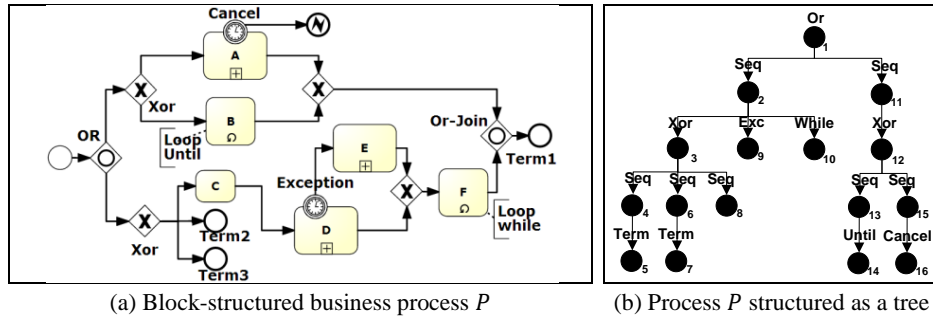 Cancel
A
Xor
B
Loop
Until
OR
Or-Join
Term1
E
Exception
C
F
D
Loop
while
Xor
Term2
Term3
(a) Block-structured business process P
Or
1
Seq
Seq
2
11
Xor
Exc
While
Xor
3
9
10
12
Seq
Seq
Seq
Seq
Seq
4
6
8
13
15
Term
Term
Until
Cancel
5
7
14
16
(b) Process P structured as a tree